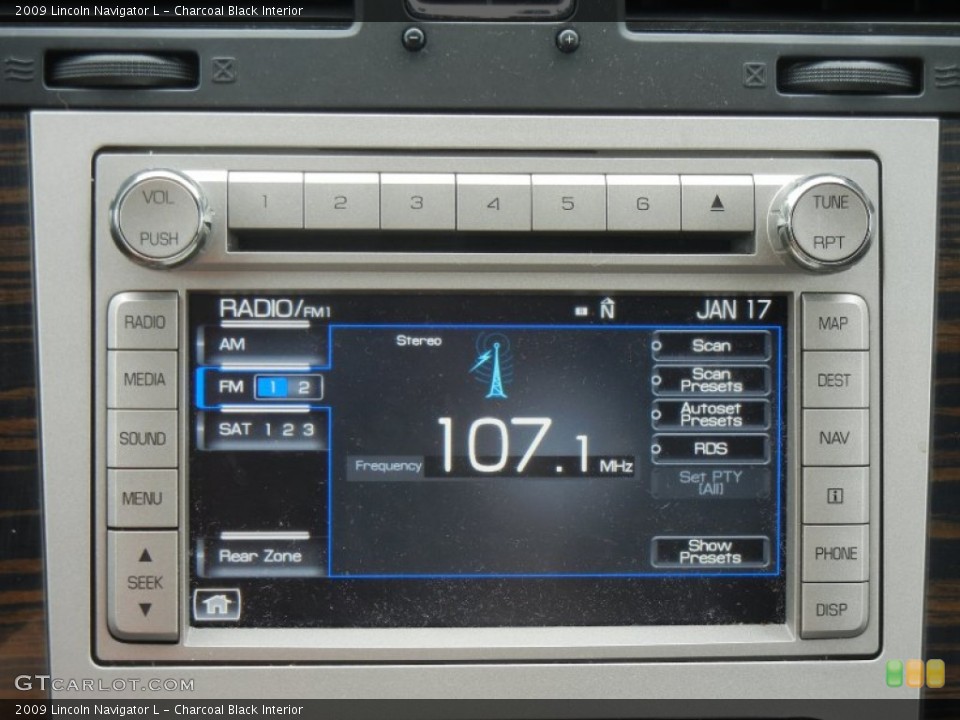 2009 Lincoln Navigator L - Charcoal Black Interior
VOL
PUSH
1 2 3 4 5 6
TUNE
RPT
RADIO
MEDIA
SOUND
MENU
SEEK
RADIO/FM1
N
JAN 17
AM
FM 1 2
SAT 1 2 3
Rear Zone
Stereo
Frequency 107.1 MHz
Scan
Scan
Presets
Autoset
Presets
RDS
Set PTY
[All]
Show
Presets
MAP
DEST
NAV
i
PHONE
DISP
GTCARLOT.COM
2009 Lincoln Navigator L - Charcoal Black Interior